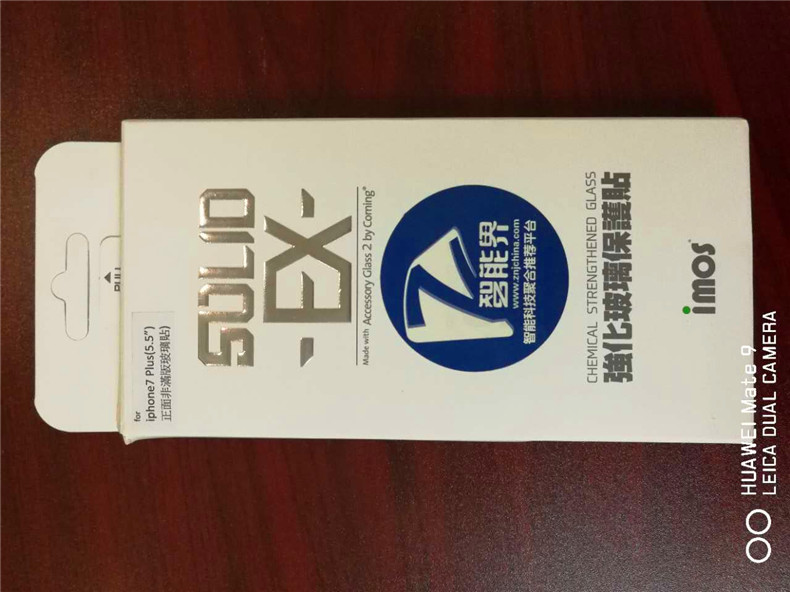 PULL
for
iphone7 Plus(5.5")
正面非滿版玻璃貼)
SOLID
-EX-
Made with Accessory Glass 2 by Corning®
智能界
www.znjchina.com
智能科技聚合推荐平台
CHEMICAL STRENGTHENED GLASS
強化玻璃保護貼
imos®
HUAWEI Mate 9
LEICA DUAL CAMERA